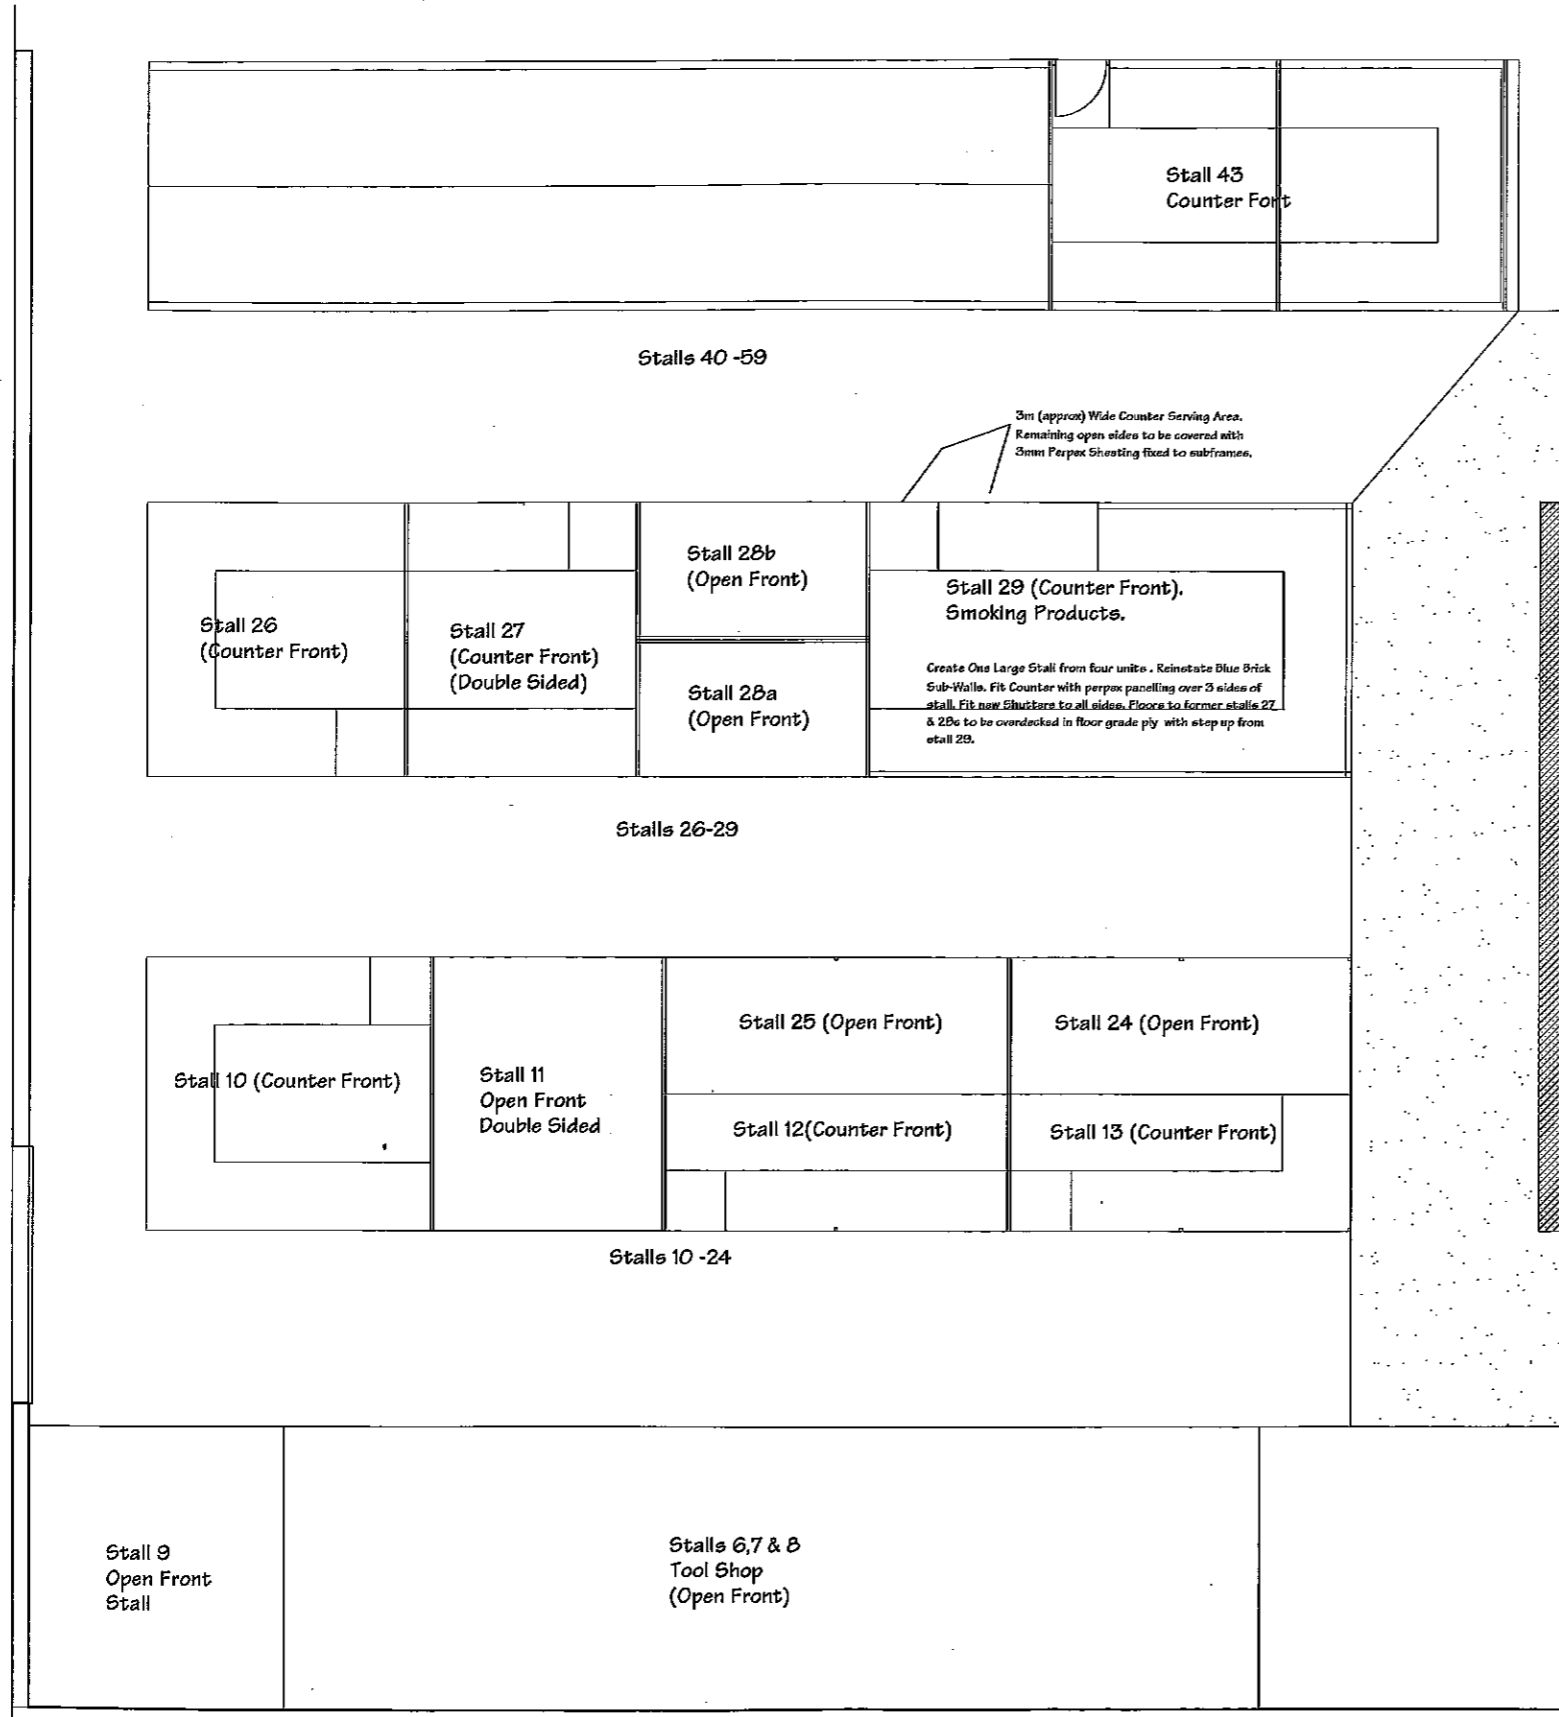 Stall 43
Counter Font
Stalls 40 -59
3m (approx) Wide Counter Serving Area.
Remaining open sides to be covered with
3mm Perpex Sheeting fixed to subframes.
Stall 26
(Counter Front)
Stall 27
(Counter Front)
(Double Sided)
Stall 28b
(Open Front)
Stall 28a
(Open Front)
Stall 29 (Counter Front).
Smoking Products.
Create One Large Stall from four units . Reinstate Blue Brick
Sub-Walls. Fit Counter with perpex panelling over 3 sides of
stall. Fit new Shutters to all sides. Floors to former stalls 27
& 28c to be overdecked in floor grade ply with step up from
stall 29.
Stalls 26-29
Stall 10 (Counter Front)
Stall 11
Open Front
Double Sided
Stall 25 (Open Front)
Stall 24 (Open Front)
Stall 12(Counter Front)
Stall 13 (Counter Front)
Stalls 10 -24
Stall 9
Open Front
Stall
Stalls 6,7 & 8
Tool Shop
(Open Front)